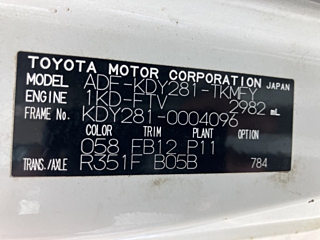 TOYOTA MOTOR CORPORATION JAPAN
MODEL ADF-KDY281-TKMFY
ENGINE 1KD-FTV 2982 mL
FRAME No. KDY281-0004096
COLOR TRIM PLANT OPTION
058 FB12 P11
TRANS./AXLE R351F B05B 784